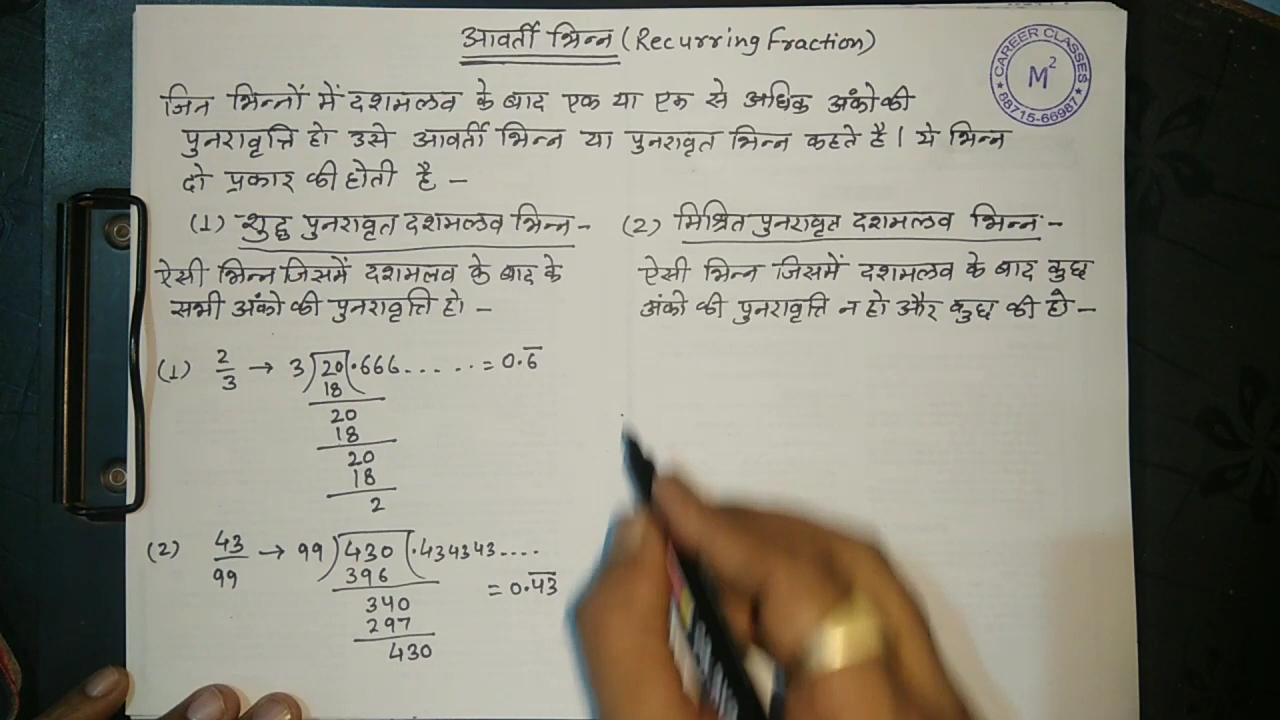 आवर्ती भिन्न (Recurring Fraction)
CAREER CLASSES
M²
88715-66987
जिन भिन्नों में दशमलव के बाद एक या एक से अधिक अंको की
पुनरावृत्ति हो उसे आवर्ती भिन्न या पुनरावृत भिन्न कहते है। ये भिन्न
दो प्रकार की होती है –
(1) शुद्ध पुनरावृत दशमलव भिन्न –
ऐसी भिन्न जिसमें दशमलव के बाद के
सभी अंको की पुनरावृत्ति हो –
(1) 2/3 → 3)20(.666...... = 0.6̅
18
20
18
20
18
2
(2) 43/99 → 99)430(.434343....
396
= 0.4̅3̅
340
297
430
(2) मिश्रित पुनरावृत दशमलव भिन्न :–
ऐसी भिन्न जिसमें दशमलव के बाद कुछ
अंको की पुनरावृत्ति न हो और कुछ की हो –